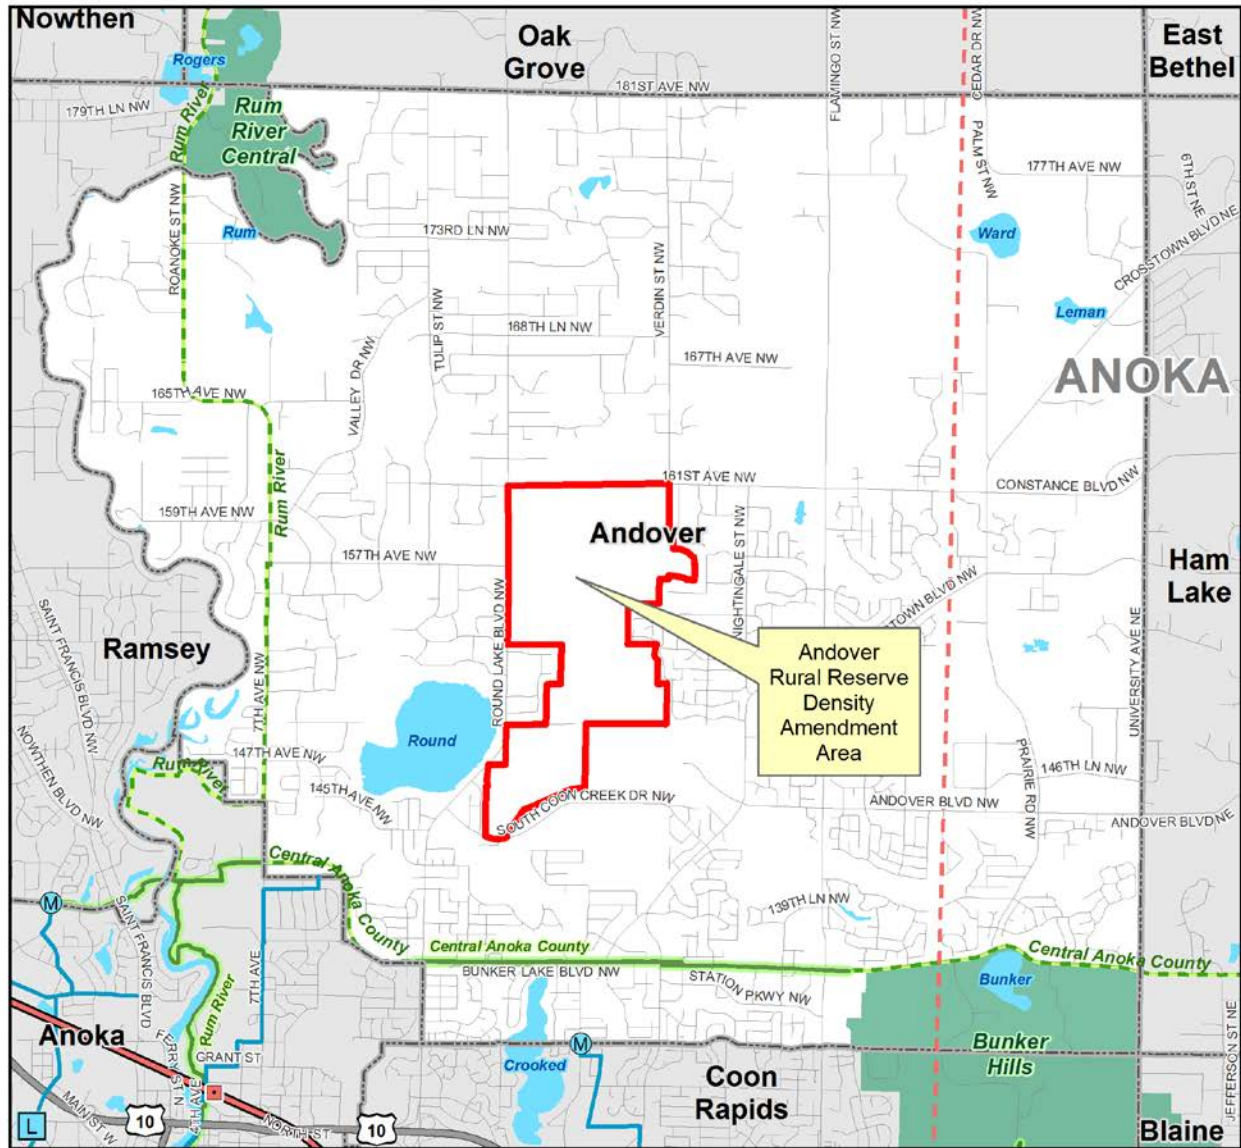 Nowthen
Oak
Grove
East
Bethel
Rogers
181ST AVE NW
FLAMINGO ST NW
CEDAR DR NW
179TH LN NW
Rum River
Rum
River
Central
PALM ST NW
177TH AVE NW
6TH ST NE
CROSSTOWN BLVD NE
ROANOKE ST NW
Rum
173RD LN NW
VERDIN ST NW
Ward
Leman
TULIP ST NW
168TH LN NW
167TH AVE NW
VALLEY DR NW
ANOKA
165TH AVE NW
Rum River
161ST AVE NW
CONSTANCE BLVD NW
159TH AVE NW
Andover
157TH AVE NW
NIGHTINGALE ST NW
STOWN BLVD NW
Ham
Lake
SAINT FRANCIS BLVD NW
Ramsey
ROUND LAKE BLVD NW
Andover
Rural Reserve
Density
Amendment
Area
7TH AVE NW
UNIVERSITY AVE NE
NOWTHEN BLVD NW
Round
147TH AVE NW
Rum River
PRAIRIE RD NW
146TH LN NW
145TH AVE NW
SOUTH COON CREEK DR NW
ANDOVER BLVD NW
ANDOVER BLVD NE
Central Anoka
County
139TH LN NW
M
SAINT FRANCIS BLVD
7TH AVE
Central Anoka County
Central Anoka County
BUNKER LAKE BLVD NW
STATION
PKWY NW
Bunker
Rum River
Anoka
FERRY ST N
GRANT ST
M
Crooked
Bunker
Hills
Coon
Rapids
JEFFERSON ST NE
4TH AVE
MAIN ST W
10
NORTH ST
10
L
Blaine